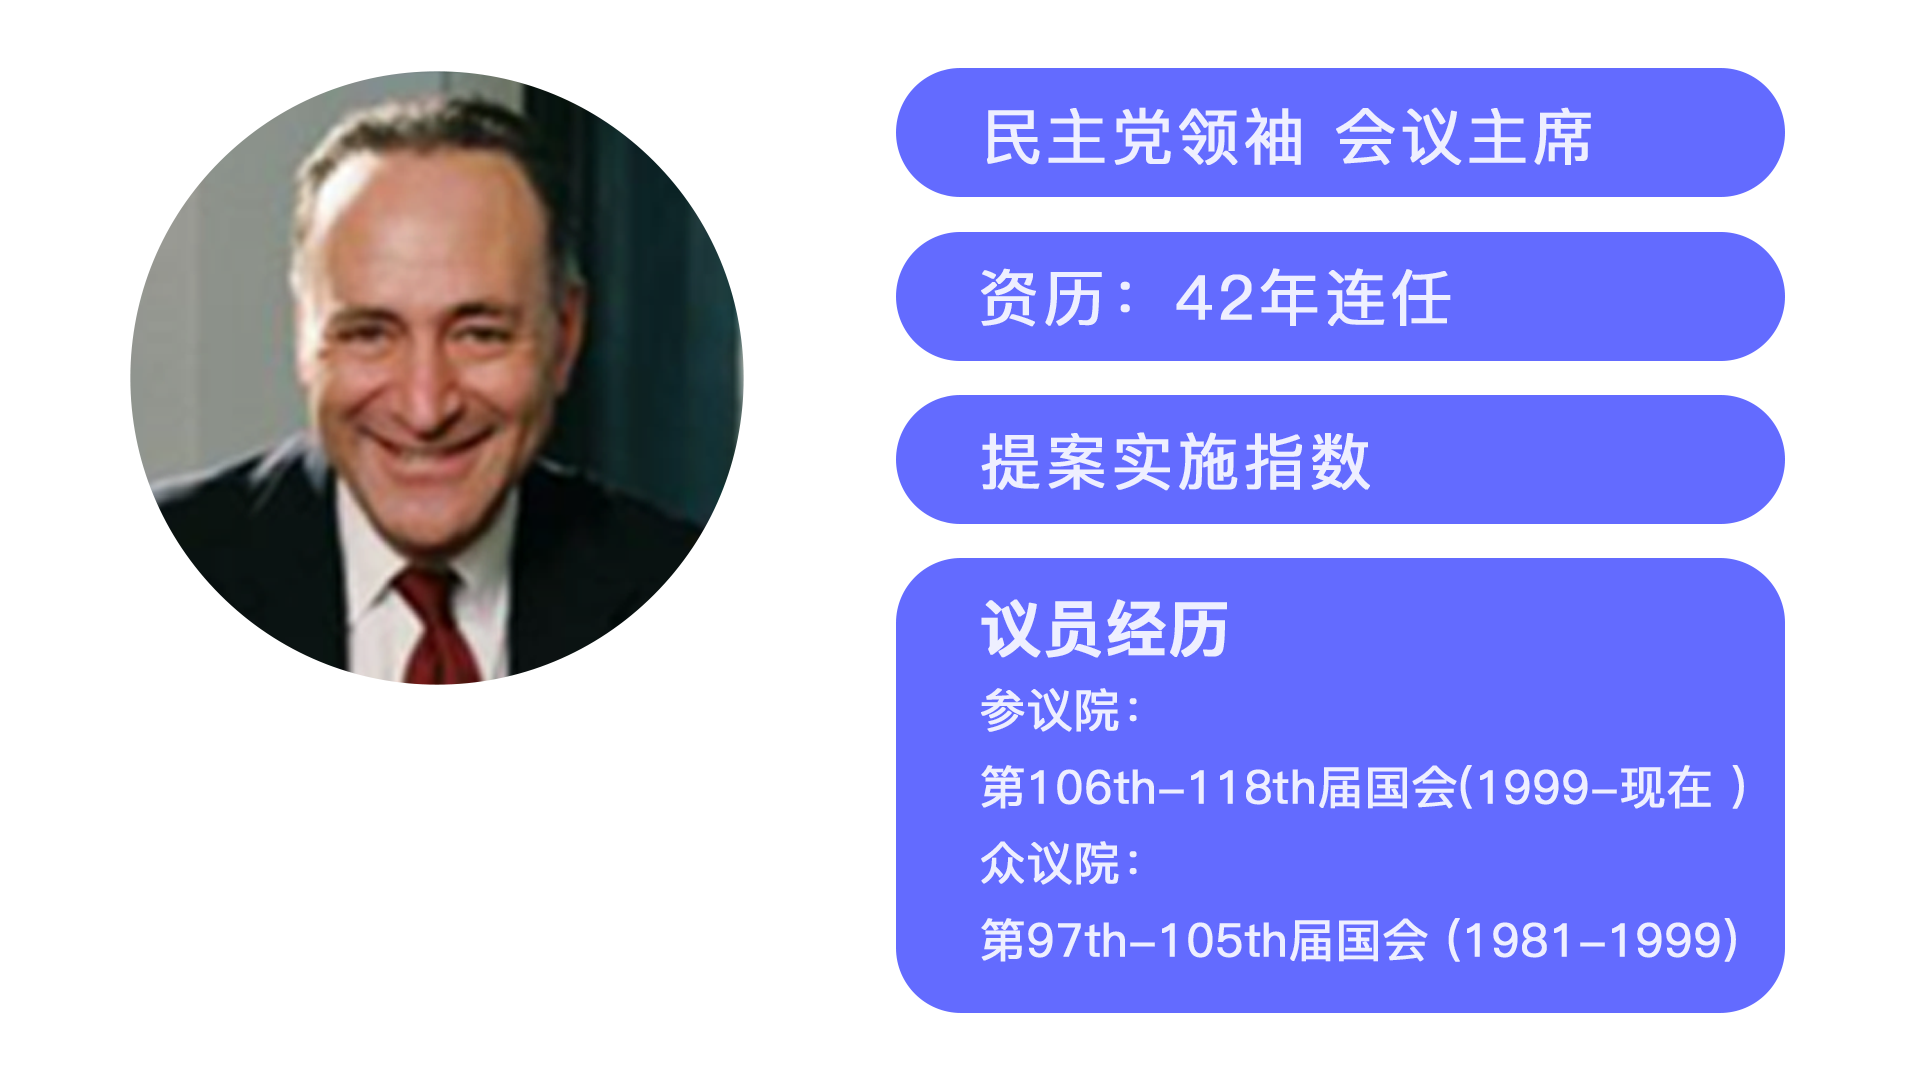 民主党领袖 会议主席
资历：42年连任
提案实施指数
议员经历
参议院：
第106th-118th届国会(1999-现在 )
众议院：
第97th-105th届国会 (1981-1999)